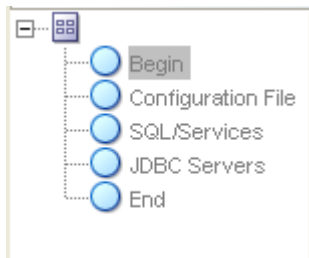 Begin
Configuration File
SQL/Services
JDBC Servers
End